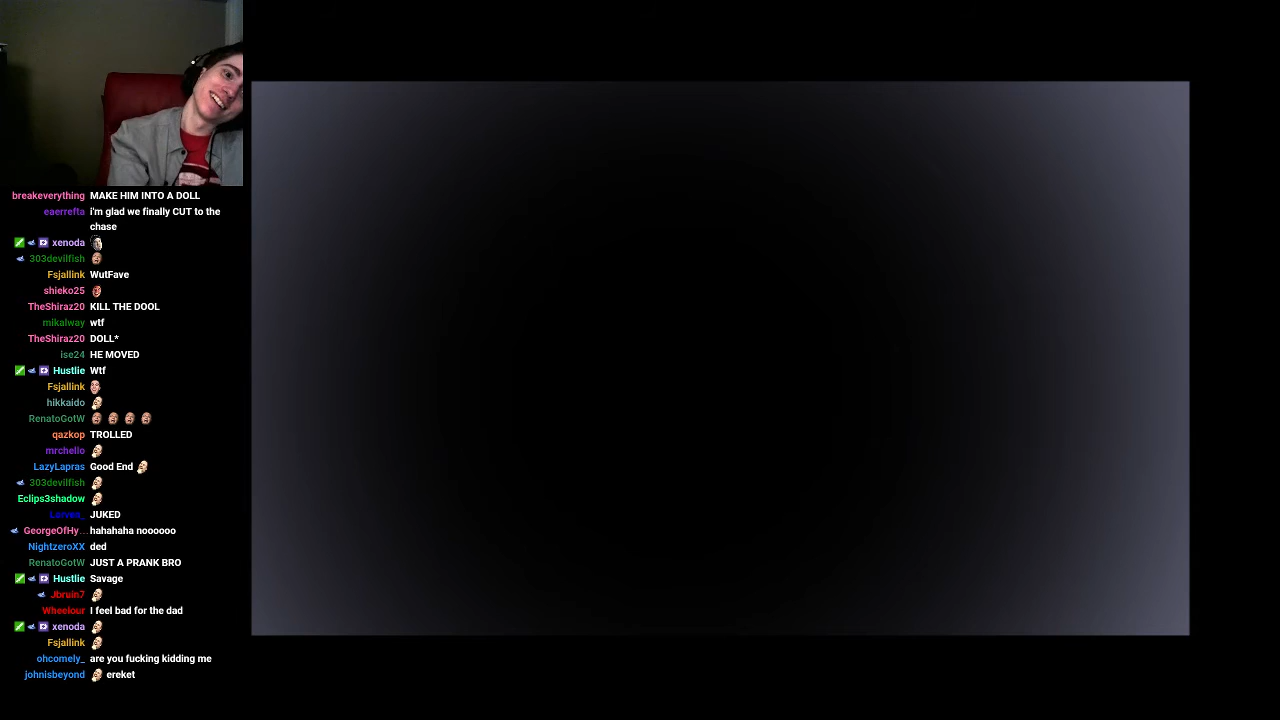 breakeverything MAKE HIM INTO A DOLL
eaerrefta i'm glad we finally CUT to the
chase
xenoda
303devilfish
Fsjallink WutFave
shieko25
TheShiraz20 KILL THE DOOL
mikalway wtf
TheShiraz20 DOLL*
ise24 HE MOVED
Hustlie Wtf
Fsjallink
hikkaido
RenatoGotW
qazkop TROLLED
mrchello
LazyLapras Good End
303devilfish
Eclips3shadow
JUKED
GeorgeOfHy... hahahaha noooooo
NightzeroXX ded
RenatoGotW JUST A PRANK BRO
Hustlie Savage
Jbruin7
Wheelour I feel bad for the dad
xenoda
Fsjallink
ohcomely_ are you fucking kidding me
johnisbeyond ereket